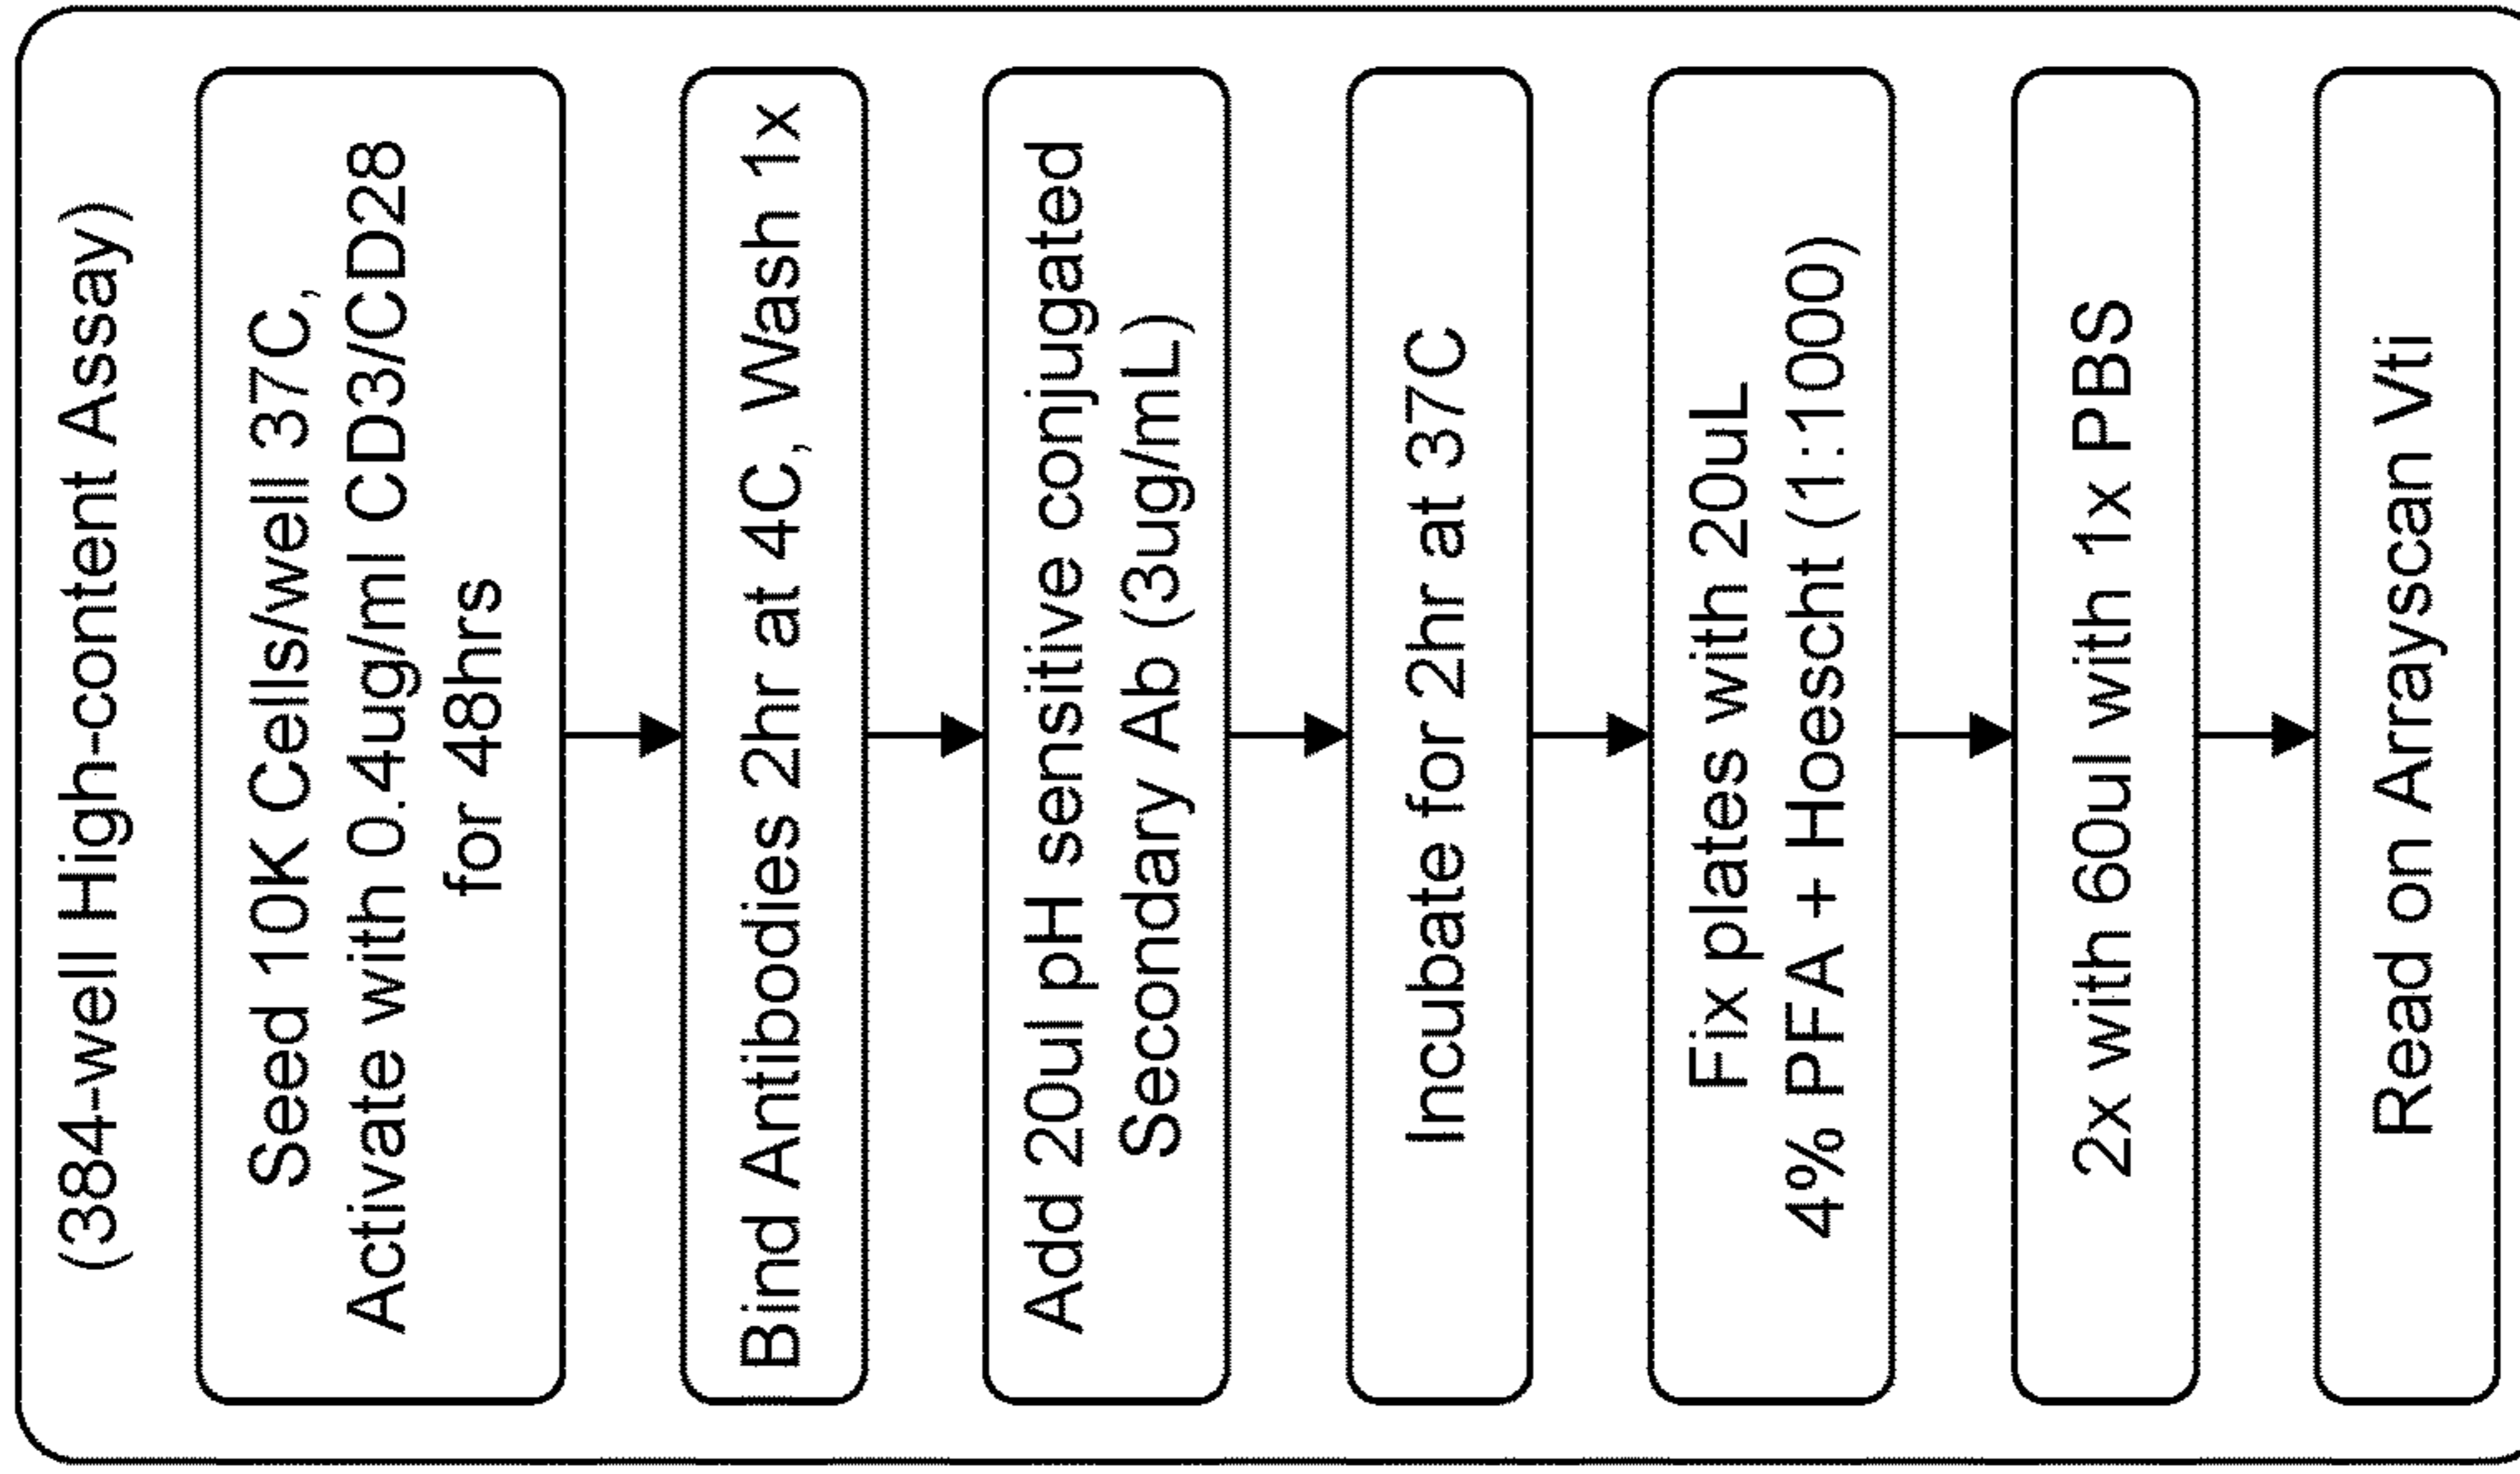 (384-well High-content Assay)
Seed 10K Cells/well 37C,
Activate with 0.4ug/ml CD3/CD28
for 48hrs
Bind Antibodies 2hr at 4C, Wash 1x
Add 20ul pH sensitive conjugated
Secondary Ab (3ug/mL)
Incubate for 2hr at 37C
Fix plates with 20uL
4% PFA + Hoescht (1:1000)
2x with 60ul with 1x PBS
Read on Arrayscan Vti